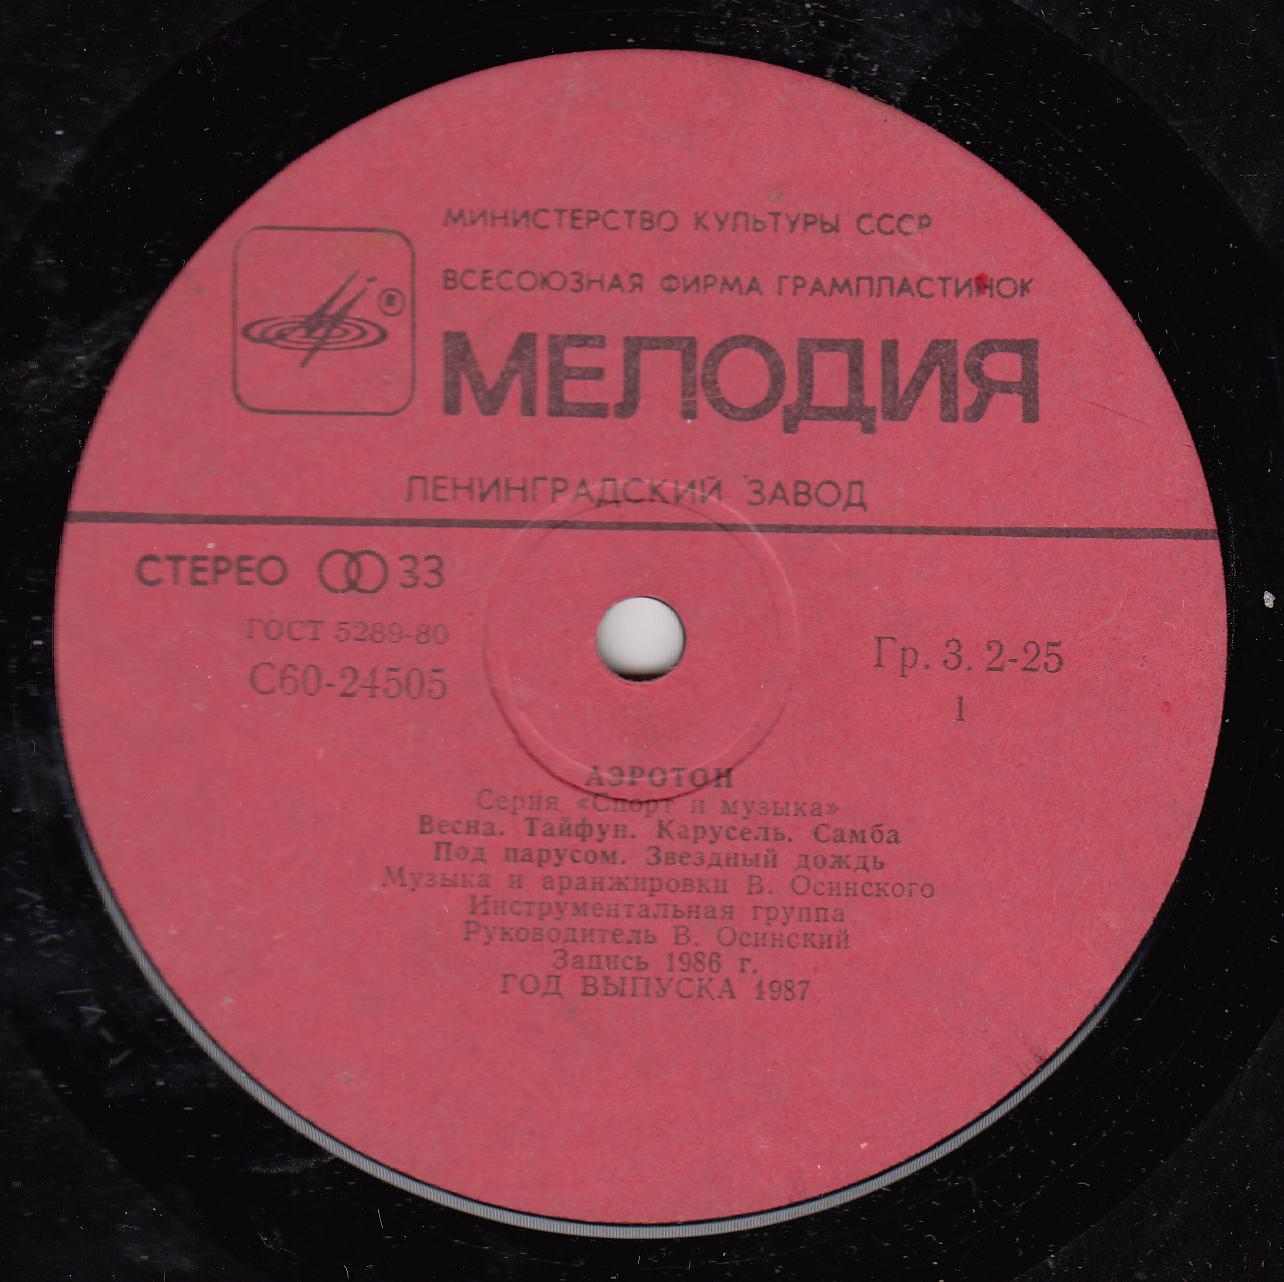 МИНИСТЕРСТВО КУЛЬТУРЫ СССР
ВСЕСОЮЗНАЯ ФИРМА ГРАМПЛАСТИНОК
®
МЕЛОДИЯ
ЛЕНИНГРАДСКИЙ ЗАВОД
СТЕРЕО 33
ГОСТ 5289-80
С60-24505
Гр. 3. 2-25
1
АЭРОТОН
Серия «Спорт и музыка»
Весна. Тайфун. Карусель. Самба
Под парусом. Звездный дождь
Музыка и аранжировки В. Осинского
Инструментальная группа
Руководитель В. Осинский
Запись 1986 г.
ГОД ВЫПУСКА 1987